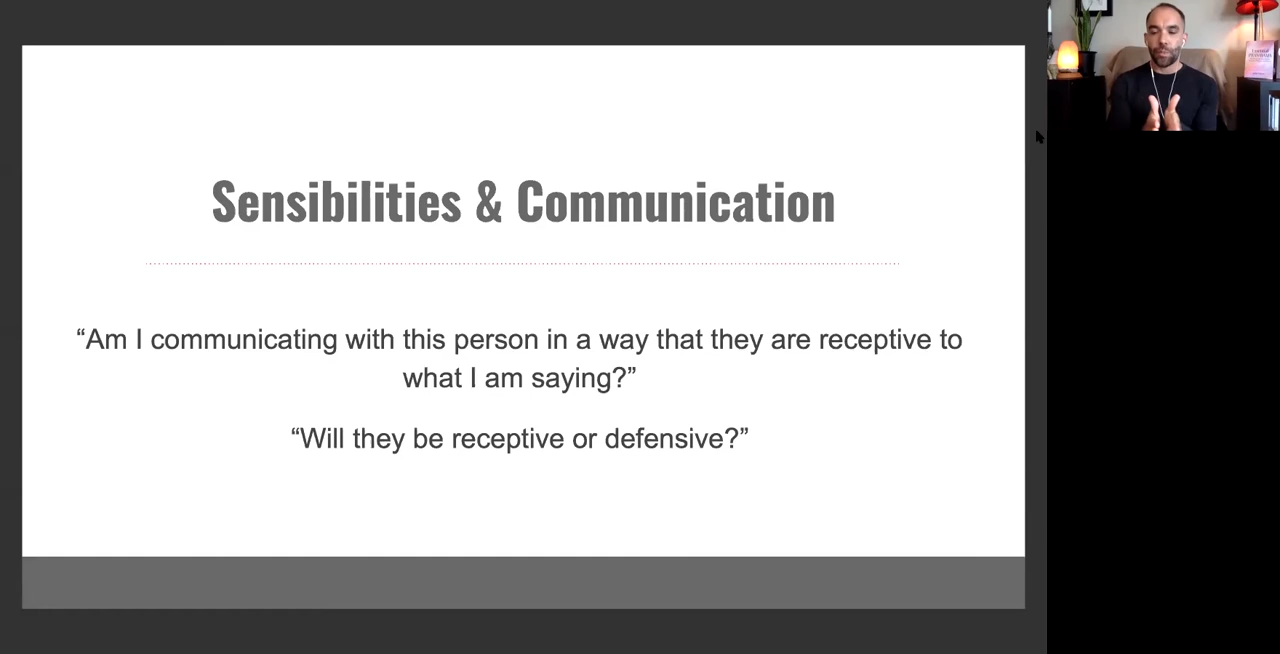 Sensibilities & Communication
“Am I communicating with this person in a way that they are receptive to
what I am saying?”
“Will they be receptive or defensive?”